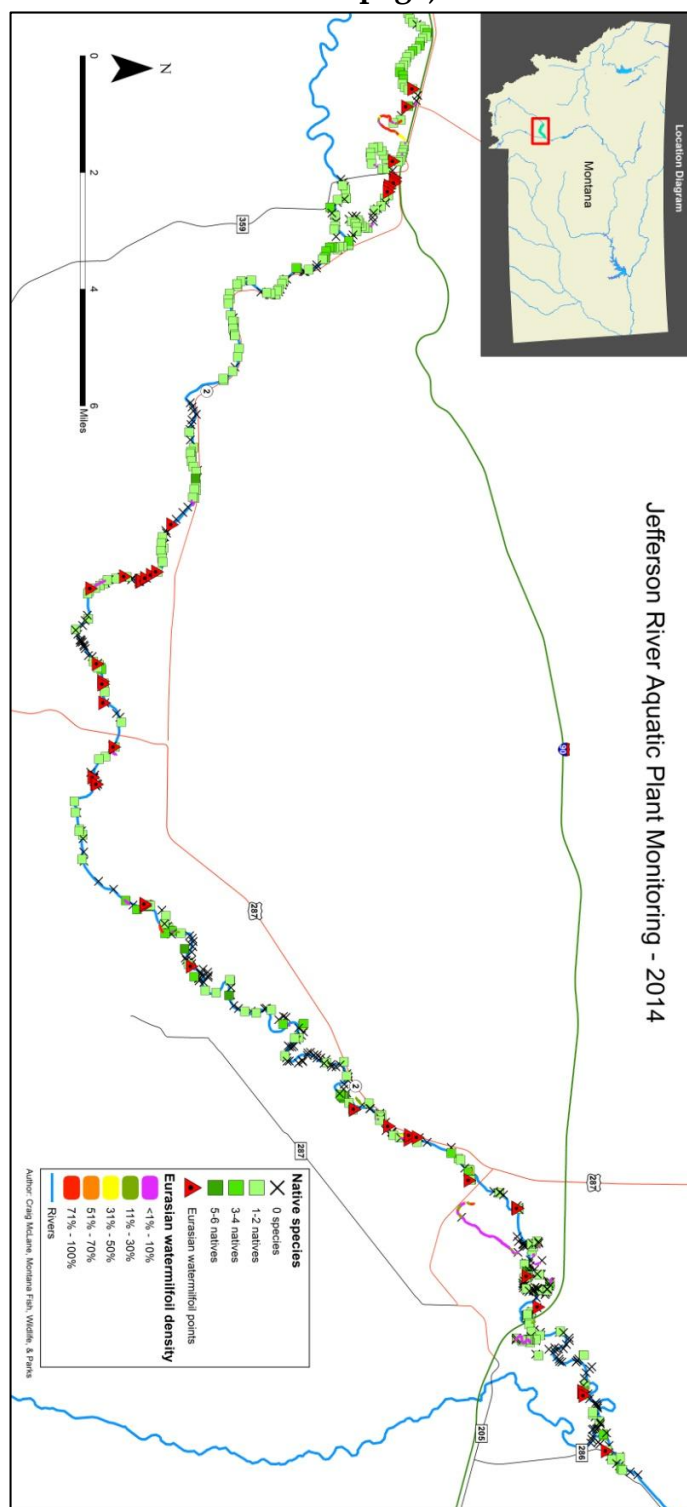 page)
Jefferson River Aquatic Plant Monitoring - 2014
Location Diagram
Montana
N
0 2 4 6
Miles
359
2
90
287
2
287
287
205
286
Native species
0 species
1-2 natives
3-4 natives
5-6 natives
Eurasian watermilfoil points
Eurasian watermilfoil density
<1% - 10%
11% - 30%
31% - 50%
51% - 70%
71% - 100%
Rivers
Author: Craig McLane, Montana Fish, Wildlife, & Parks